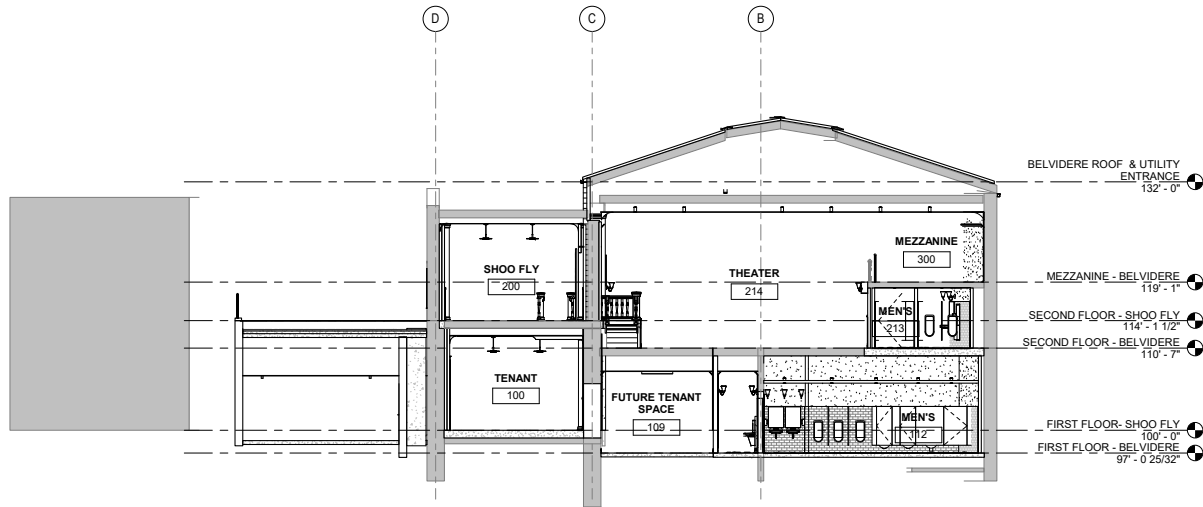 D
C
B
BELVIDERE ROOF & UTILITY
ENTRANCE
132' - 0"
MEZZANINE
300
SHOO FLY
200
THEATER
214
MEZZANINE - BELVIDERE
119' - 1"
MEN'S
213
SECOND FLOOR - SHOO FLY
114' - 1 1/2"
SECOND FLOOR - BELVIDERE
110' - 7"
TENANT
100
FUTURE TENANT
SPACE
109
MEN'S
112
FIRST FLOOR- SHOO FLY
100' - 0"
FIRST FLOOR - BELVIDERE
97' - 0 25/32"